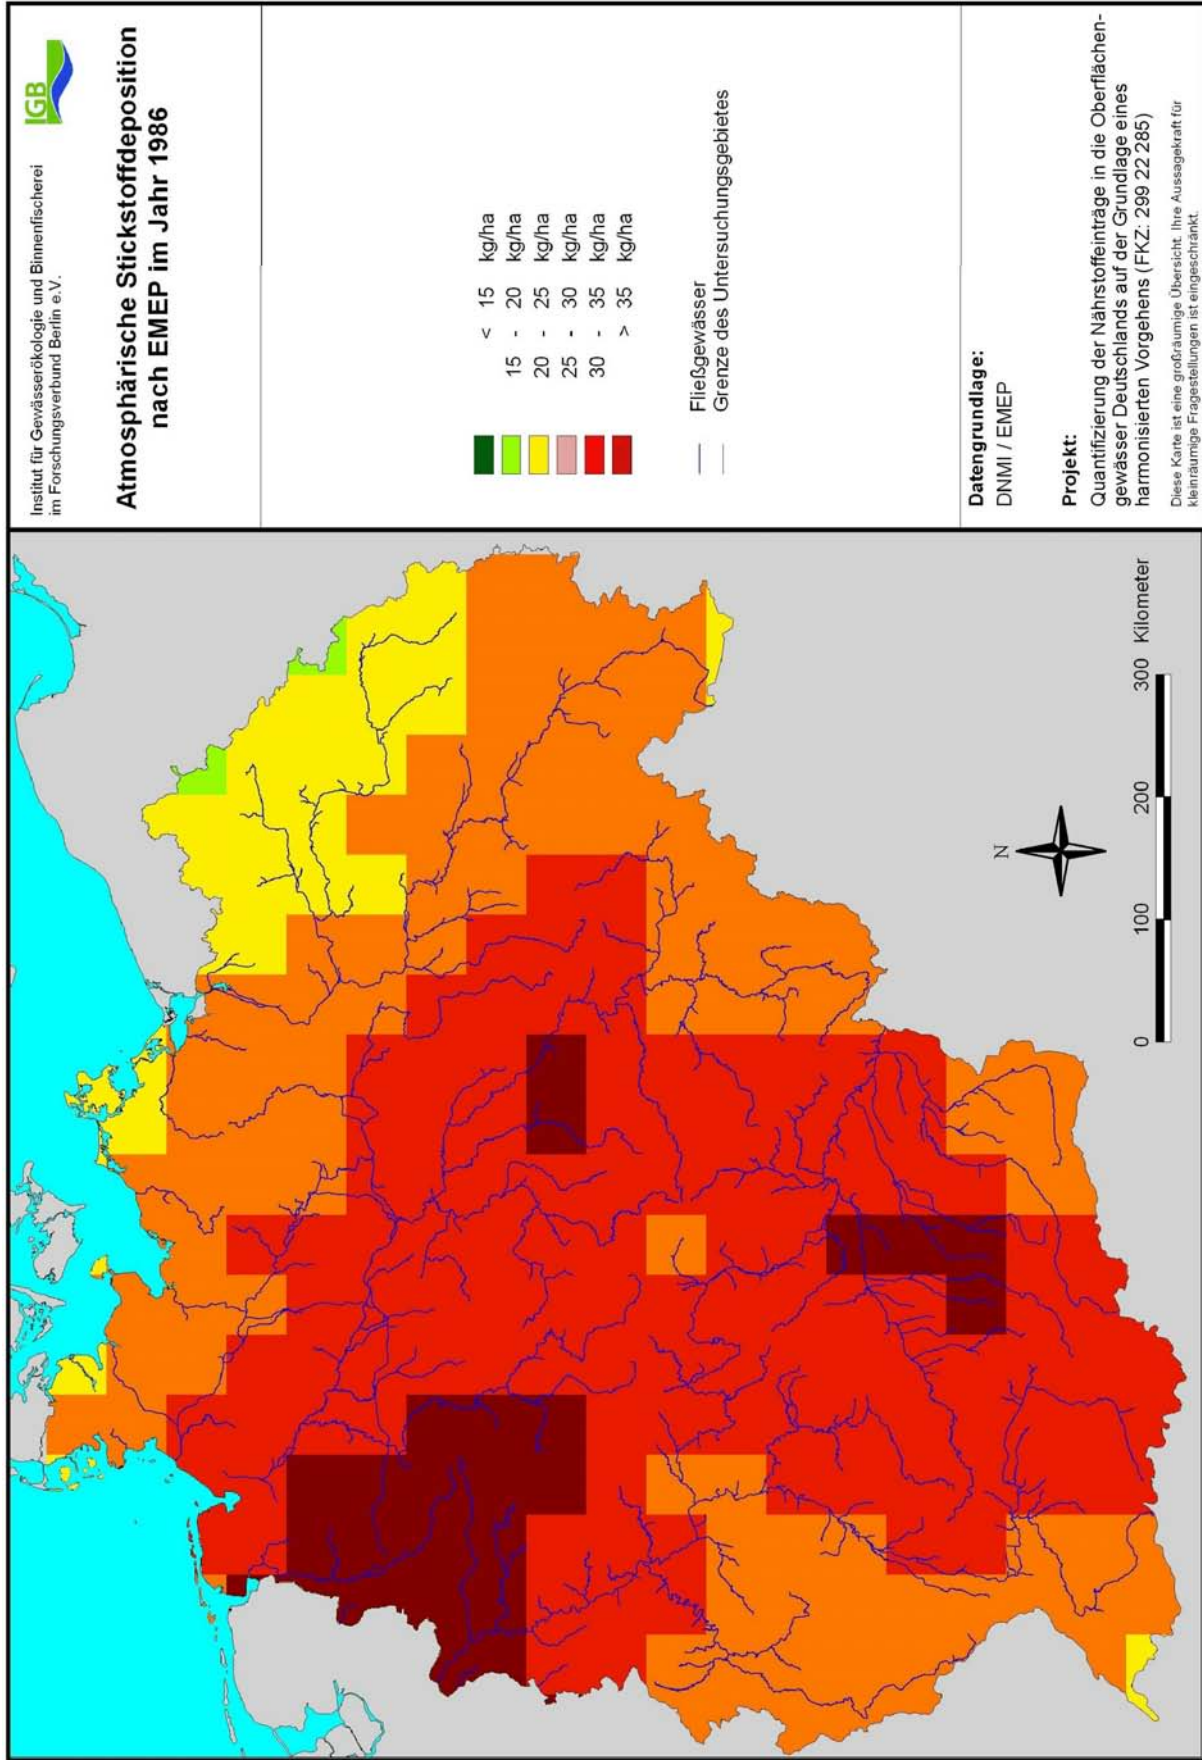 Institut für Gewässerökologie und Binnenfischerei
im Forschungsverbund Berlin e.V.
IGB
Atmosphärische Stickstoffdeposition
nach EMEP im Jahr 1986
< 15 kg/ha
15 - 20 kg/ha
20 - 25 kg/ha
25 - 30 kg/ha
30 - 35 kg/ha
> 35 kg/ha
Fließgewässer
Grenze des Untersuchungsgebietes
Datengrundlage:
DNMI / EMEP
Projekt:
Quantifizierung der Nährstoffeinträge in die Oberflächen-
gewässer Deutschlands auf der Grundlage eines
harmonisierten Vorgehens (FKZ: 299 22 285)
Diese Karte ist eine großräumige Übersicht. Ihre Aussagekraft für
kleinräumige Fragestellungen ist eingeschränkt.
N
0 100 200 300 Kilometer